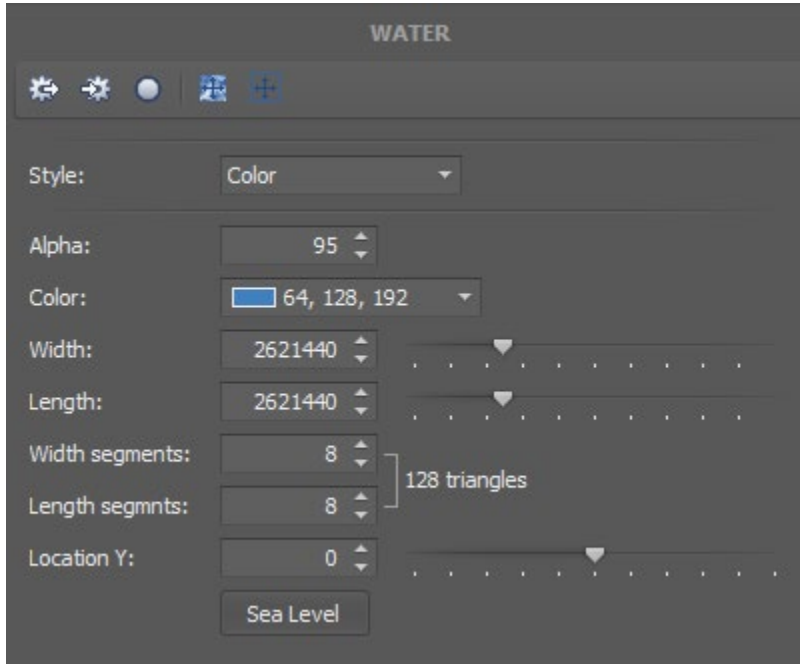 WATER
Style: Color
Alpha: 95
Color: 64, 128, 192
Width: 2621440
Length: 2621440
Width segments: 8
128 triangles
Length segmnts: 8
Location Y: 0
Sea Level